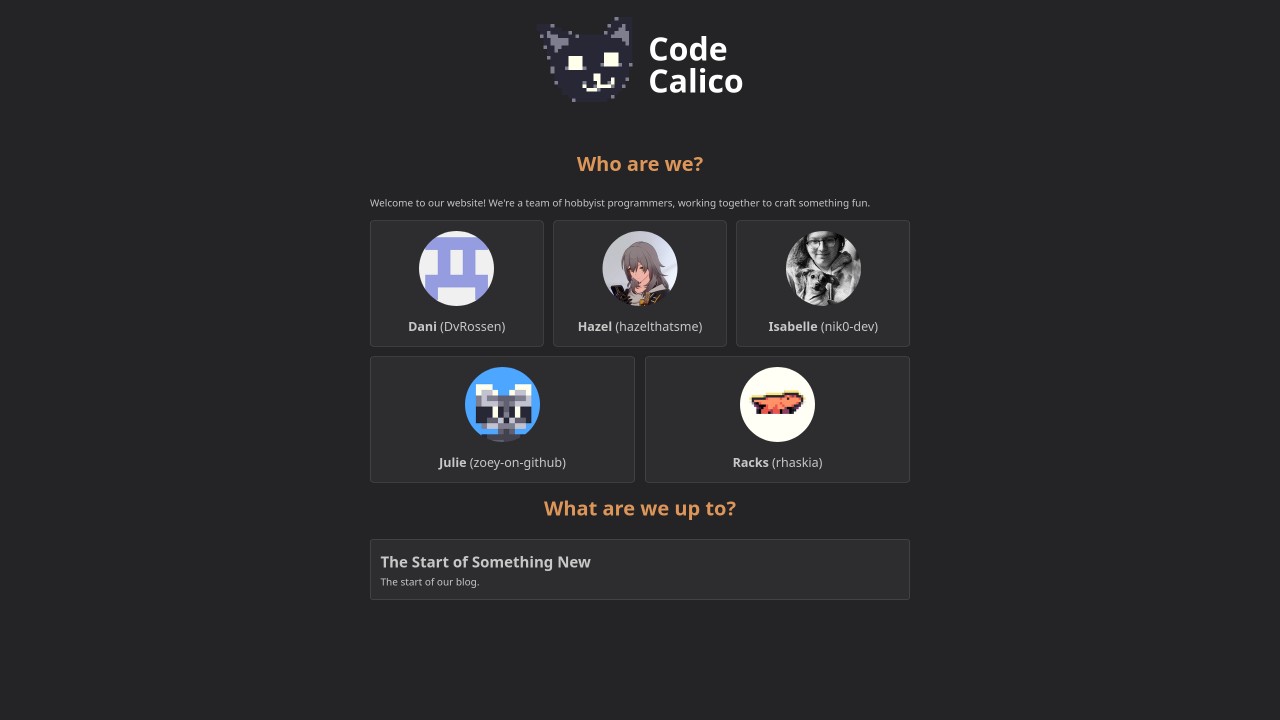 Code
Calico
Who are we?
Welcome to our website! We're a team of hobbyist programmers, working together to craft something fun.
Dani (DvRossen)
Hazel (hazelthatsme)
Isabelle (nik0-dev)
Julie (zoey-on-github)
Racks (rhaskia)
What are we up to?
The Start of Something New
The start of our blog.